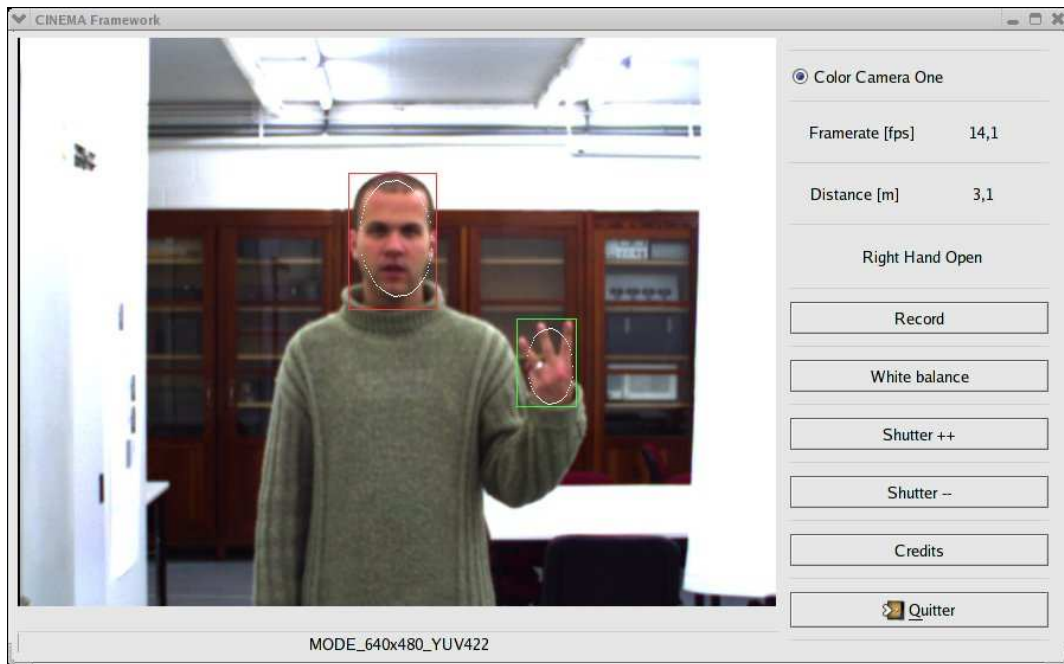 CINEMA Framework
Color Camera One
Framerate [fps] 14,1
Distance [m] 3,1
Right Hand Open
Record
White balance
Shutter ++
Shutter --
Credits
Quitter
MODE_640x480_YUV422